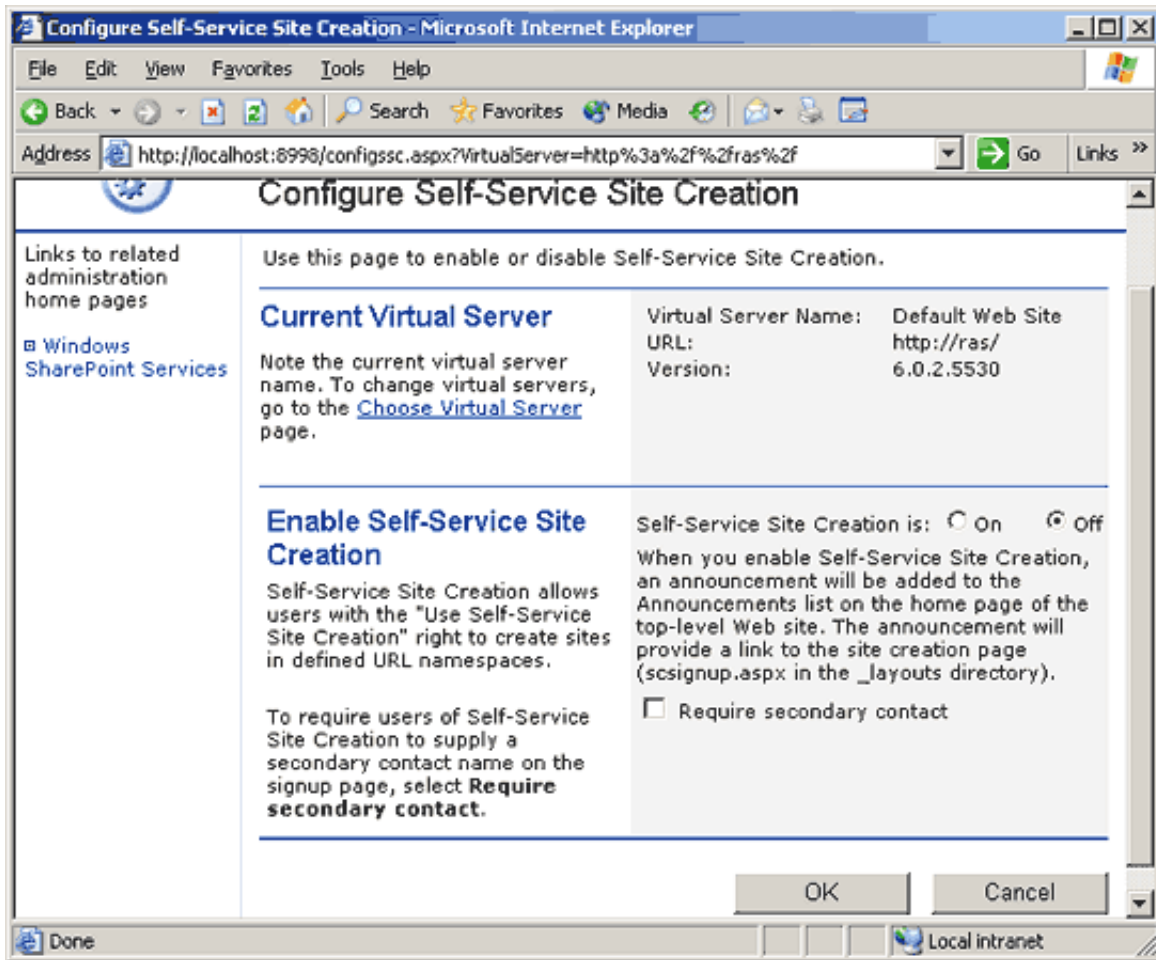 Configure Self-Service Site Creation - Microsoft Internet Explorer
File Edit View Favorites Tools Help
Back Search Favorites Media
Address http://localhost:8998/configssc.aspx?VirtualServer=http%3a%2f%2fras%2f Go Links »
Configure Self-Service Site Creation
Links to related
administration
home pages
Windows
SharePoint Services
Use this page to enable or disable Self-Service Site Creation.
Current Virtual Server
Note the current virtual server
name. To change virtual servers,
go to the Choose Virtual Server
page.
Virtual Server Name: Default Web Site
URL: http://ras/
Version: 6.0.2.5530
Enable Self-Service Site
Creation
Self-Service Site Creation allows
users with the "Use Self-Service
Site Creation" right to create sites
in defined URL namespaces.
To require users of Self-Service
Site Creation to supply a
secondary contact name on the
signup page, select Require
secondary contact.
Self-Service Site Creation is: On Off
When you enable Self-Service Site Creation,
an announcement will be added to the
Announcements list on the home page of the
top-level Web site. The announcement will
provide a link to the site creation page
(scsignup.aspx in the _layouts directory).
Require secondary contact
OK Cancel
Done Local intranet